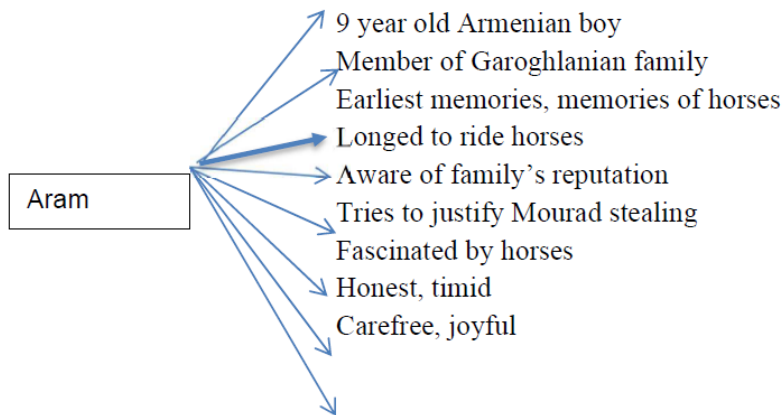 9 year old Armenian boy
Member of Garoghlanian family
Earliest memories, memories of horses
Longed to ride horses
Aware of family's reputation
Aram
Tries to justify Mourad stealing
Fascinated by horses
Honest, timid
Carefree, joyful